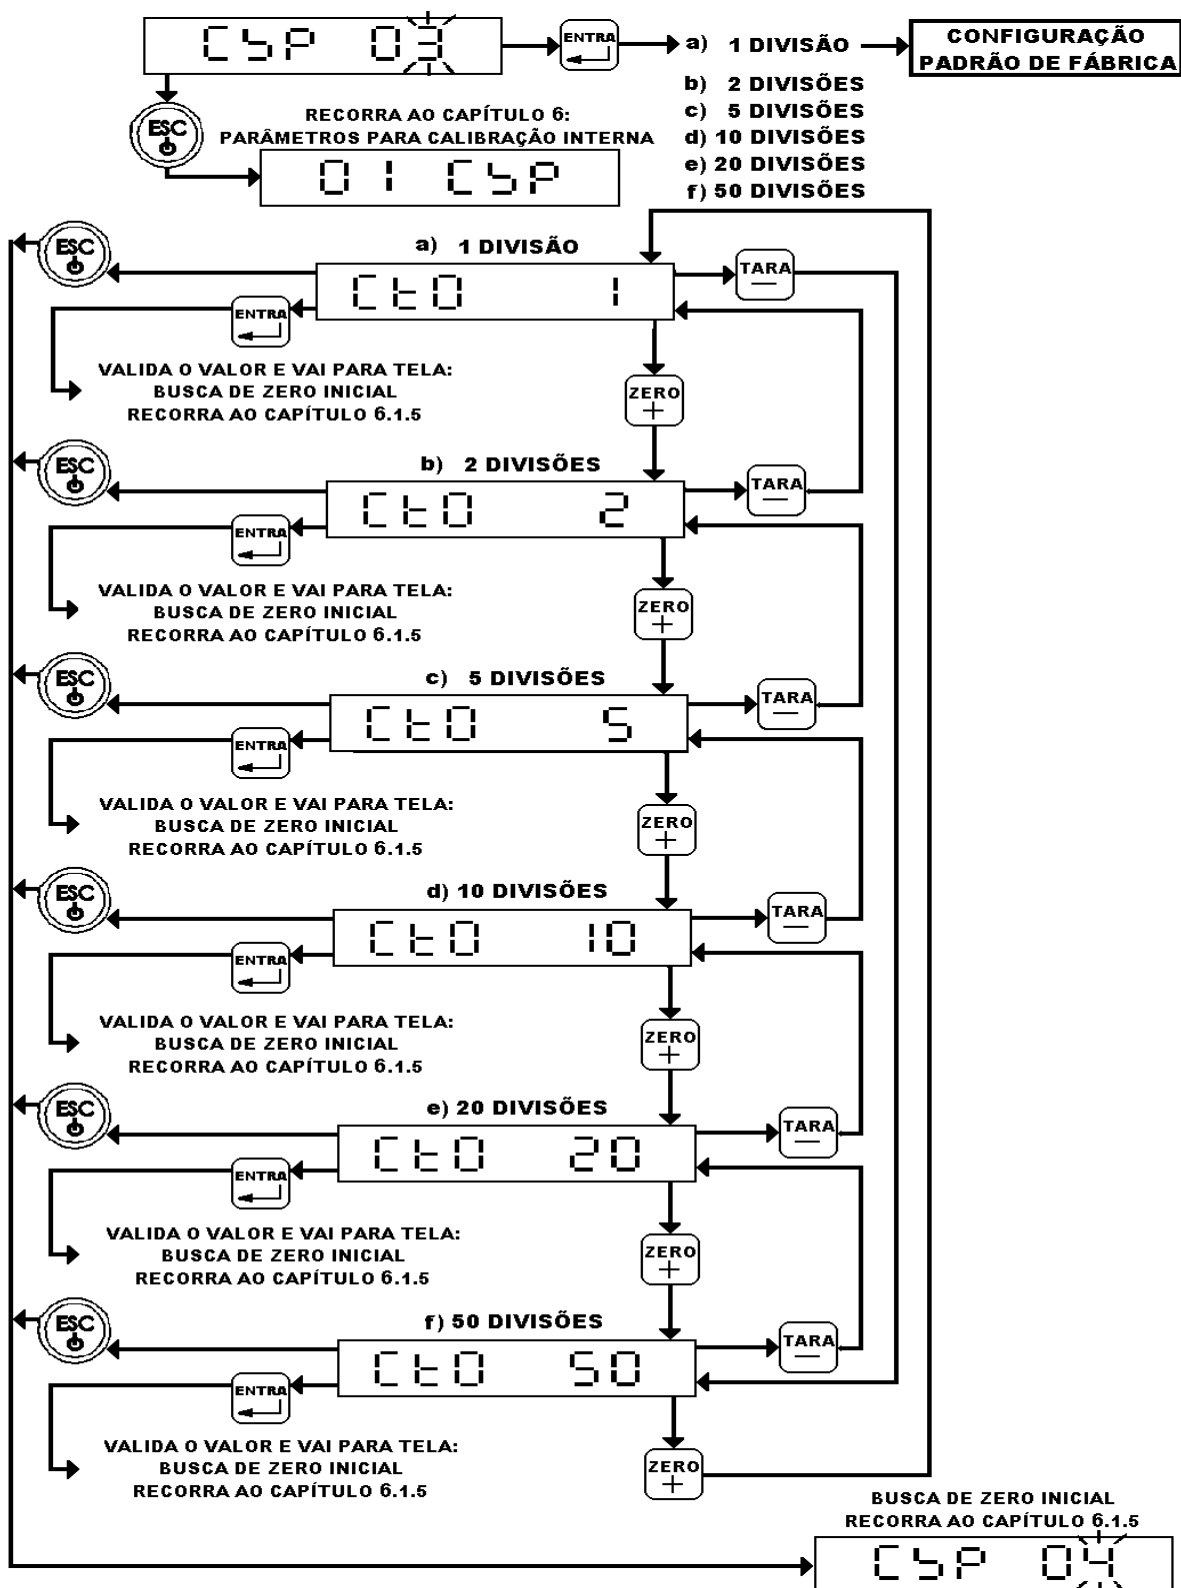 CSP 03
ENTRA
a) 1 DIVISÃO
CONFIGURAÇÃO
PADRÃO DE FÁBRICA
b) 2 DIVISÕES
c) 5 DIVISÕES
d) 10 DIVISÕES
e) 20 DIVISÕES
f) 50 DIVISÕES
ESC
RECORRA AO CAPÍTULO 6:
PARÂMETROS PARA CALIBRAÇÃO INTERNA
01 CSP
ESC
a) 1 DIVISÃO
CtO 1
TARA
—
ENTRA
VALIDA O VALOR E VAI PARA TELA:
BUSCA DE ZERO INICIAL
RECORRA AO CAPÍTULO 6.1.5
ZERO
+
ESC
b) 2 DIVISÕES
CtO 2
TARA
—
ENTRA
VALIDA O VALOR E VAI PARA TELA:
BUSCA DE ZERO INICIAL
RECORRA AO CAPÍTULO 6.1.5
ZERO
+
ESC
c) 5 DIVISÕES
CtO 5
TARA
—
ENTRA
VALIDA O VALOR E VAI PARA TELA:
BUSCA DE ZERO INICIAL
RECORRA AO CAPÍTULO 6.1.5
ZERO
+
ESC
d) 10 DIVISÕES
CtO 10
TARA
—
ENTRA
VALIDA O VALOR E VAI PARA TELA:
BUSCA DE ZERO INICIAL
RECORRA AO CAPÍTULO 6.1.5
ZERO
+
ESC
e) 20 DIVISÕES
CtO 20
TARA
—
ENTRA
VALIDA O VALOR E VAI PARA TELA:
BUSCA DE ZERO INICIAL
RECORRA AO CAPÍTULO 6.1.5
ZERO
+
ESC
f) 50 DIVISÕES
CtO 50
TARA
—
ENTRA
VALIDA O VALOR E VAI PARA TELA:
BUSCA DE ZERO INICIAL
RECORRA AO CAPÍTULO 6.1.5
ZERO
+
BUSCA DE ZERO INICIAL
RECORRA AO CAPÍTULO 6.1.5
CSP 04